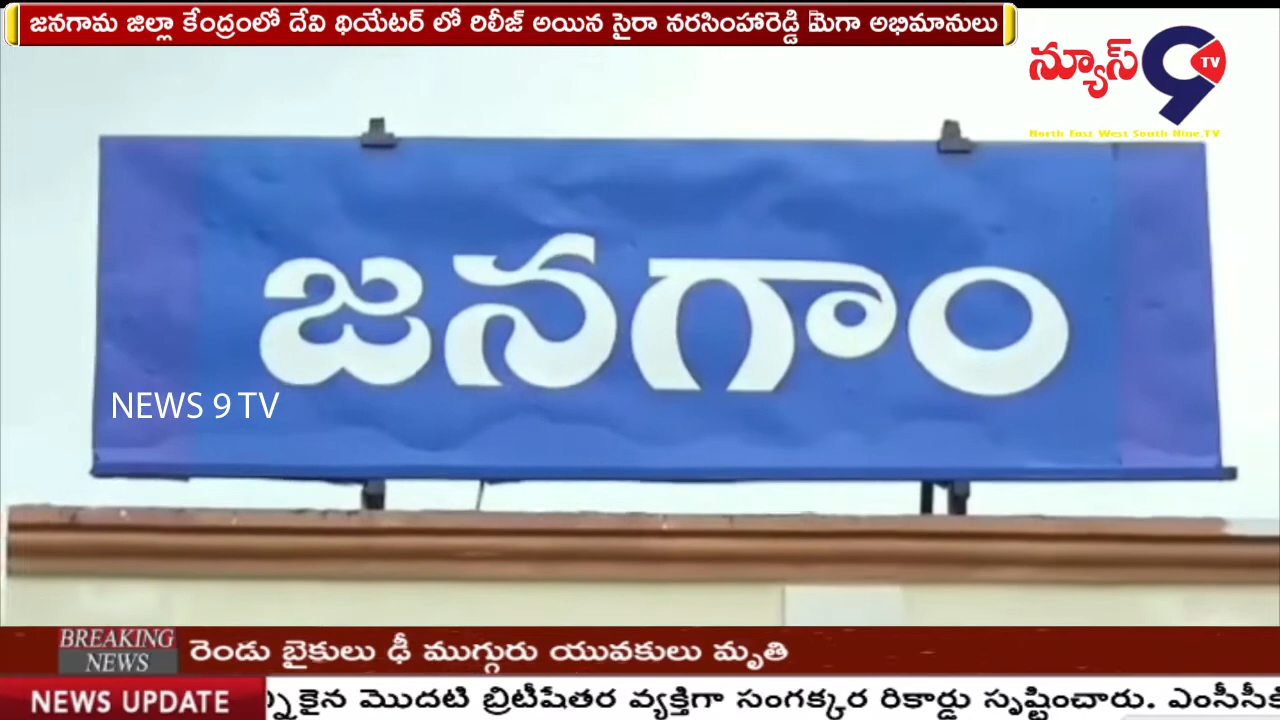 జనగామ జిల్లా కేంద్రంలో దేవి థియేటర్ లో రిలీజ్ అయిన సైరా నరసింహారెడ్డి మెగా అభిమానులు
న్యూస్ 9 TV
North East West South Nine.TV
జనగాం
NEWS 9 TV
BREAKING NEWS
రెండు బైకులు ఢీ ముగ్గురు యువకులు మృతి
NEWS UPDATE
న్నికైన మొదటి బ్రిటీషేతర వ్యక్తిగా సంగక్కర రికార్డు సృష్టించారు. ఎంసీసీకి